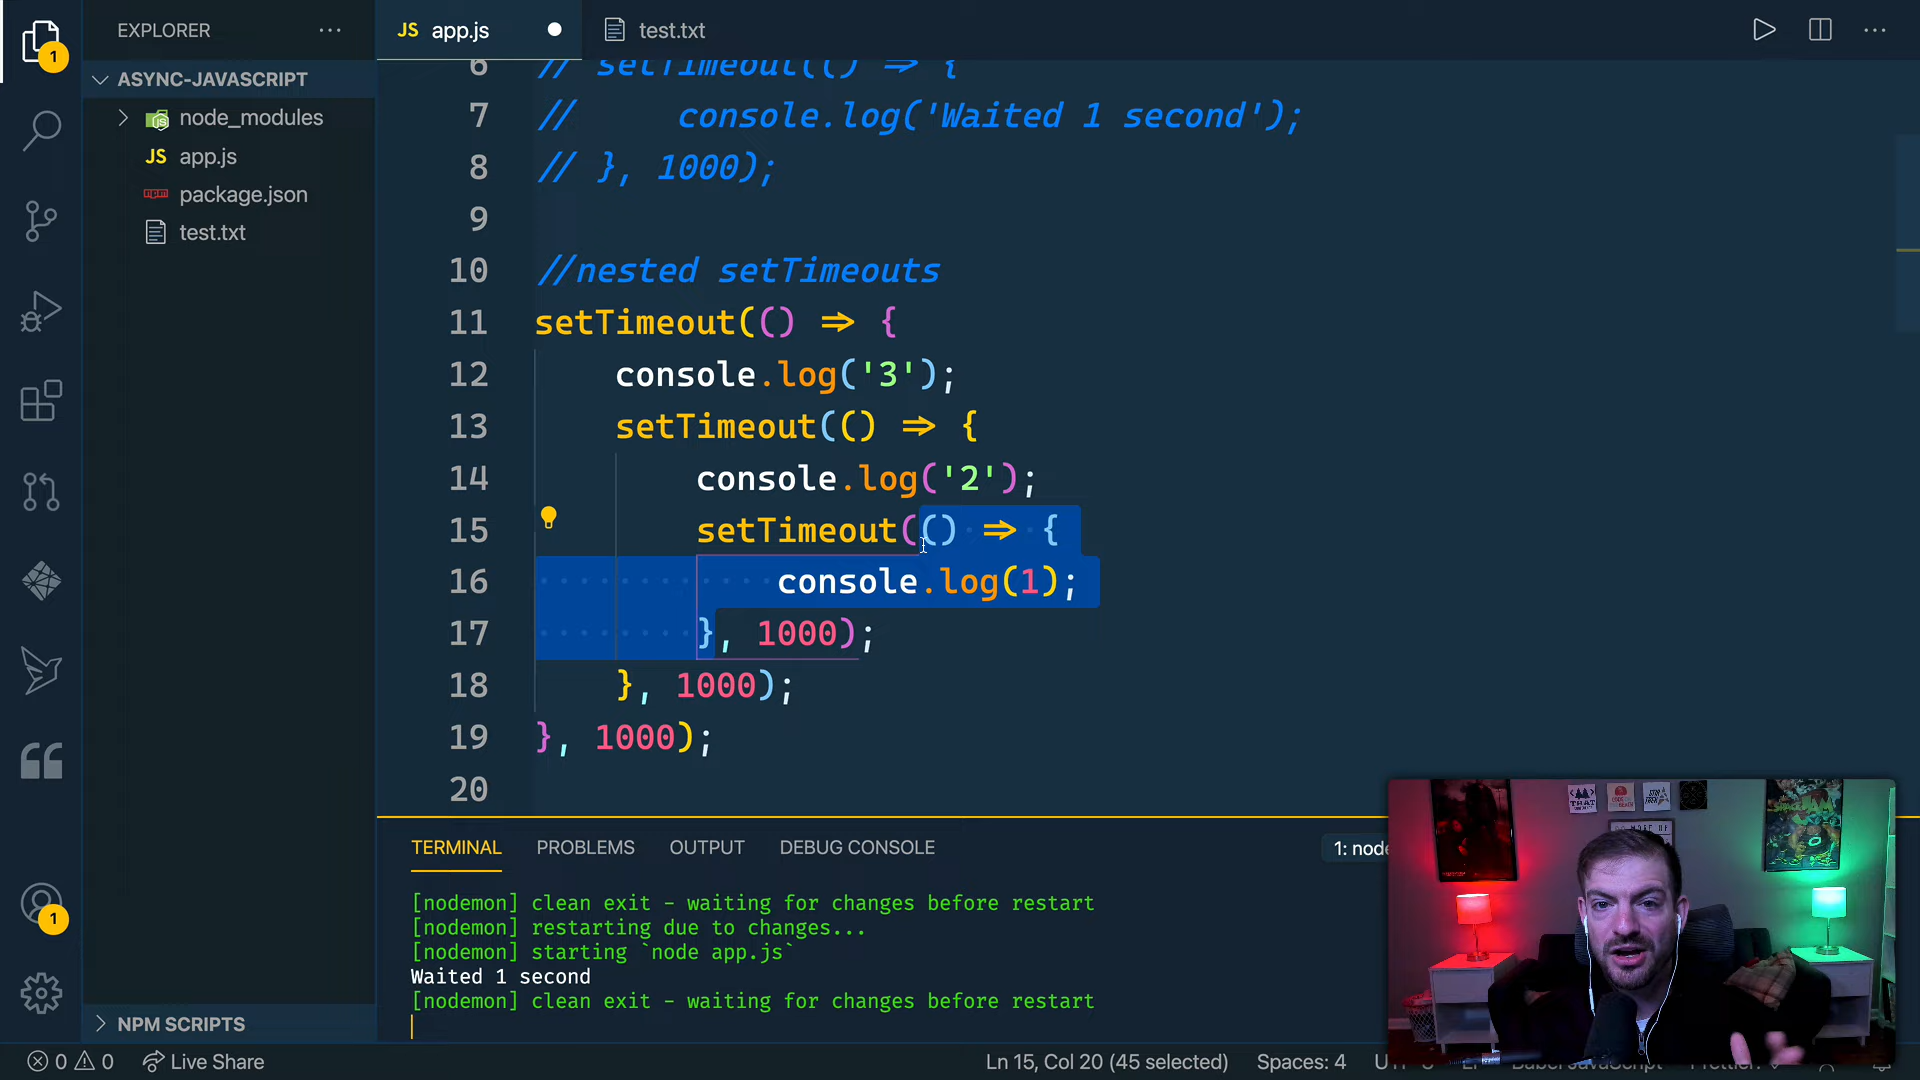 EXPLORER
JS app.js
test.txt
1
ASYNC-JAVASCRIPT
node_modules
JS app.js
package.json
test.txt
6 // setTimeout(() => {
7 //     console.log('Waited 1 second');
8 // }, 1000);
9
10 //nested setTimeouts
11 setTimeout(() => {
12     console.log('3');
13     setTimeout(() => {
14         console.log('2');
15         setTimeout(() => {
16             console.log(1);
17         }, 1000);
18     }, 1000);
19 }, 1000);
20
TERMINAL PROBLEMS OUTPUT DEBUG CONSOLE 1: node
[nodemon] clean exit - waiting for changes before restart
[nodemon] restarting due to changes...
[nodemon] starting `node app.js`
Waited 1 second
[nodemon] clean exit - waiting for changes before restart
1
NPM SCRIPTS
0 0 Live Share Ln 15, Col 20 (45 selected) Spaces: 4